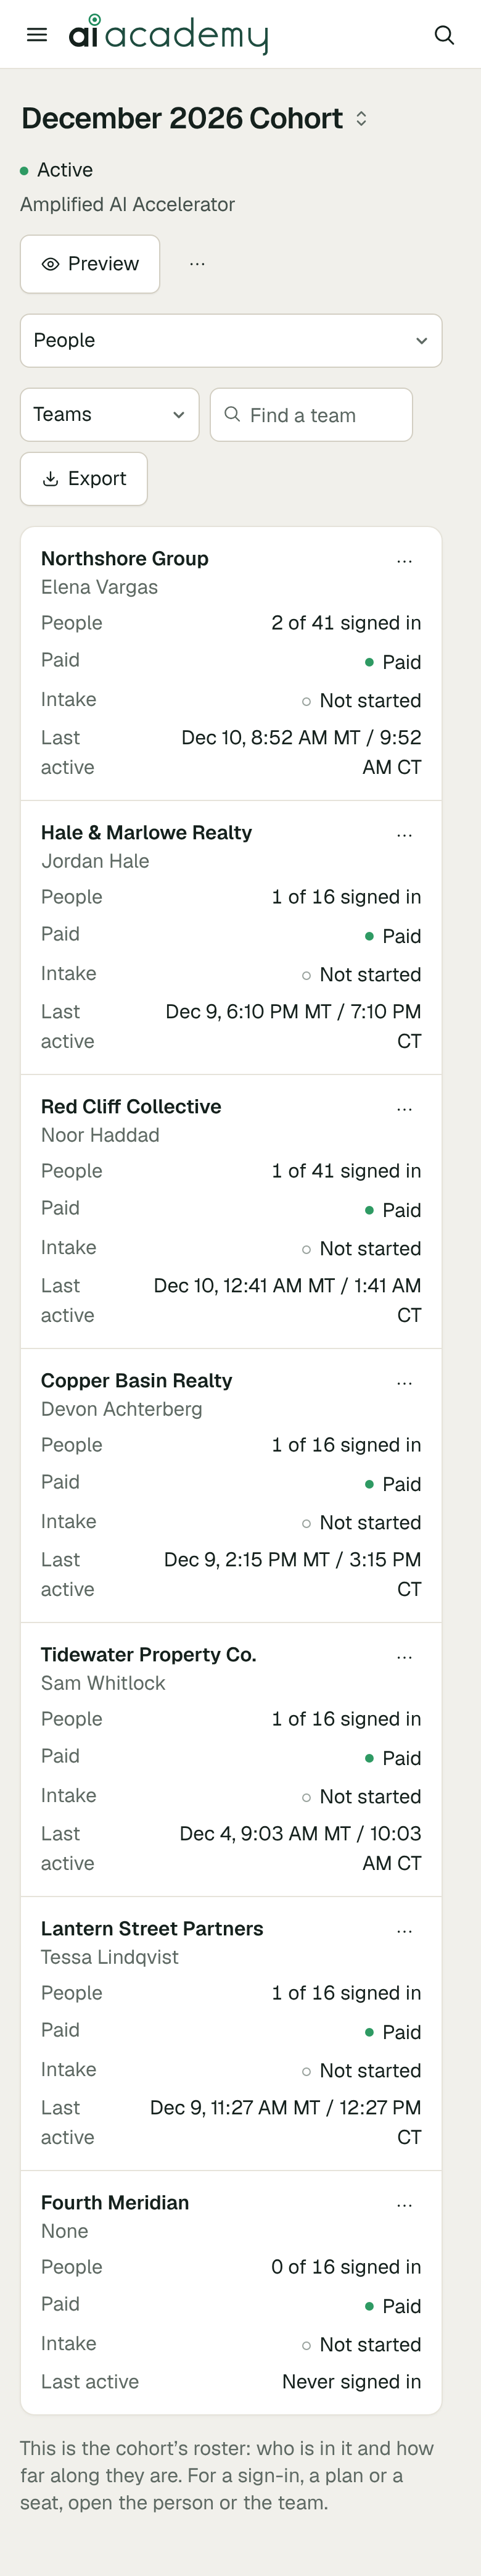 ai academy
December 2026 Cohort
Active
Amplified AI Accelerator
Preview
...
People
Teams
Find a team
Export
Northshore Group
...
Elena Vargas
People 2 of 41 signed in
Paid Paid
Intake Not started
Last Dec 10, 8:52 AM MT / 9:52
active AM CT
Hale & Marlowe Realty
...
Jordan Hale
People 1 of 16 signed in
Paid Paid
Intake Not started
Last Dec 9, 6:10 PM MT / 7:10 PM
active CT
Red Cliff Collective
...
Noor Haddad
People 1 of 41 signed in
Paid Paid
Intake Not started
Last Dec 10, 12:41 AM MT / 1:41 AM
active CT
Copper Basin Realty
...
Devon Achterberg
People 1 of 16 signed in
Paid Paid
Intake Not started
Last Dec 9, 2:15 PM MT / 3:15 PM
active CT
Tidewater Property Co.
...
Sam Whitlock
People 1 of 16 signed in
Paid Paid
Intake Not started
Last Dec 4, 9:03 AM MT / 10:03
active AM CT
Lantern Street Partners
...
Tessa Lindqvist
People 1 of 16 signed in
Paid Paid
Intake Not started
Last Dec 9, 11:27 AM MT / 12:27 PM
active CT
Fourth Meridian
...
None
People 0 of 16 signed in
Paid Paid
Intake Not started
Last active Never signed in
This is the cohort’s roster: who is in it and how
far along they are. For a sign-in, a plan or a
seat, open the person or the team.